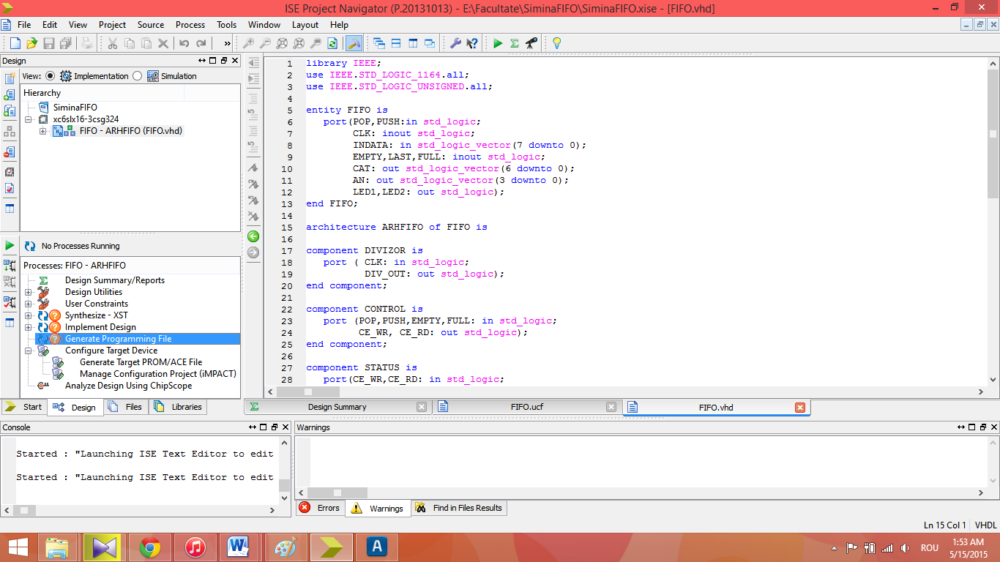 ISE Project Navigator (P.20131013) - E:\Facultate\SiminaFIFO\SiminaFIFO.xise - [FIFO.vhd]
File Edit View Project Source Process Tools Window Layout Help
»
Design
View: Implementation Simulation
Hierarchy
SiminaFIFO
xc6slx16-3csg324
FIFO - ARHFIFO (FIFO.vhd)
No Processes Running
Processes: FIFO - ARHFIFO
Design Summary/Reports
Design Utilities
User Constraints
Synthesize - XST
Implement Design
Generate Programming File
Configure Target Device
Generate Target PROM/ACE File
Manage Configuration Project (iMPACT)
Analyze Design Using ChipScope
Start Design Files Libraries
1 library IEEE;
2 use IEEE.STD_LOGIC_1164.all;
3 use IEEE.STD_LOGIC_UNSIGNED.all;
4
5 entity FIFO is
6 port(POP,PUSH:in std_logic;
7 CLK: inout std_logic;
8 INDATA: in std_logic_vector(7 downto 0);
9 EMPTY,LAST,FULL: inout std_logic;
10 CAT: out std_logic_vector(6 downto 0);
11 AN: out std_logic_vector(3 downto 0);
12 LED1,LED2: out std_logic);
13 end FIFO;
14
15 architecture ARHFIFO of FIFO is
16
17 component DIVIZOR is
18 port ( CLK: in std_logic;
19 DIV_OUT: out std_logic);
20 end component;
21
22 component CONTROL is
23 port (POP,PUSH,EMPTY,FULL: in std_logic;
24 CE_WR, CE_RD: out std_logic);
25 end component;
26
27 component STATUS is
28 port(CE_WR,CE_RD: in std_logic;
Design Summary FIFO.ucf FIFO.vhd
Console
Started : "Launching ISE Text Editor to edit
Started : "Launching ISE Text Editor to edit
Warnings
Errors Warnings Find in Files Results
Ln 15 Col 1 VHDL
ROU
1:53 AM
5/15/2015